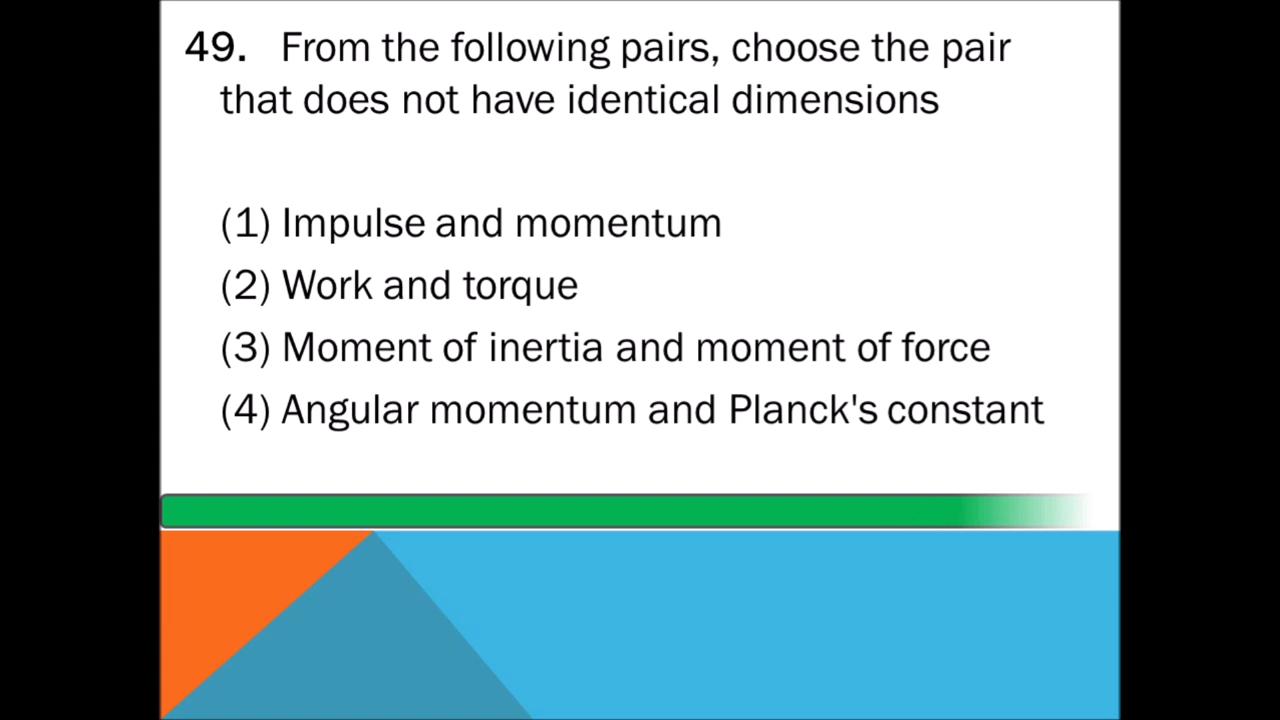 49. From the following pairs, choose the pair
that does not have identical dimensions
(1) Impulse and momentum
(2) Work and torque
(3) Moment of inertia and moment of force
(4) Angular momentum and Planck's constant